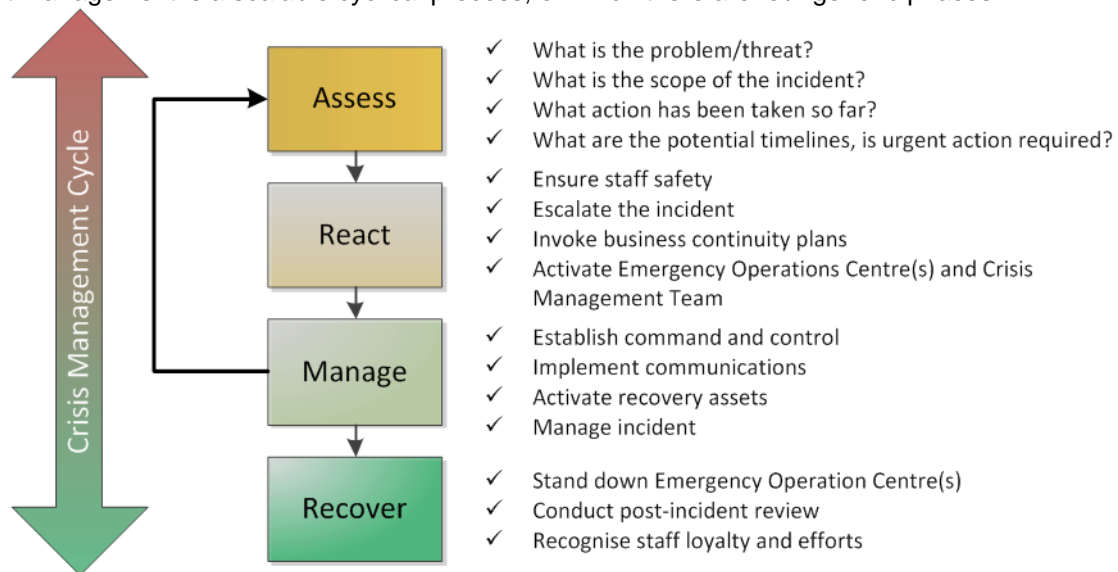 Crisis Management Cycle
Assess
✓ What is the problem/threat?
✓ What is the scope of the incident?
✓ What action has been taken so far?
✓ What are the potential timelines, is urgent action required?
React
✓ Ensure staff safety
✓ Escalate the incident
✓ Invoke business continuity plans
✓ Activate Emergency Operations Centre(s) and Crisis
Management Team
Manage
✓ Establish command and control
✓ Implement communications
✓ Activate recovery assets
✓ Manage incident
Recover
✓ Stand down Emergency Operation Centre(s)
✓ Conduct post-incident review
✓ Recognise staff loyalty and efforts